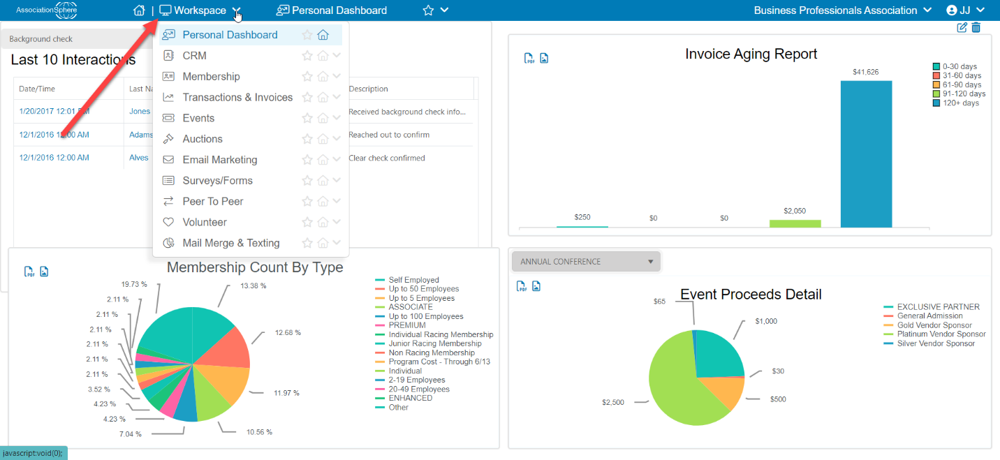 AssociationSphere
Workspace
Personal Dashboard
Business Professionals Association
JJ
Personal Dashboard
CRM
Membership
Transactions & Invoices
Events
Auctions
Email Marketing
Surveys/Forms
Peer To Peer
Volunteer
Mail Merge & Texting
Background check
Last 10 Interactions
Date/Time Last Na Description
1/20/2017 12:01 PM Jones Received background check info...
12/1/2016 12:00 AM Adams Reached out to confirm
12/1/2016 12:00 AM Alves Clear check confirmed
Invoice Aging Report
PDF
$250
$0
$0
$2,050
$41,626
0-30 days
31-60 days
61-90 days
91-120 days
120+ days
Membership Count By Type
PDF
19.73 %
2.11 %
2.11 %
2.11 %
2.11 %
2.11 %
2.11 %
3.52 %
4.23 %
4.23 %
7.04 %
13.38 %
12.68 %
11.97 %
10.56 %
Self Employed
Up to 50 Employees
Up to 5 Employees
ASSOCIATE
Up to 100 Employees
PREMIUM
Individual Racing Membership
Junior Racing Membership
Non Racing Membership
Program Cost - Through 6/13
Individual
2-19 Employees
20-49 Employees
ENHANCED
Other
ANNUAL CONFERENCE
PDF
Event Proceeds Detail
$65
$1,000
$30
$500
$2,500
EXCLUSIVE PARTNER
General Admission
Gold Vendor Sponsor
Platinum Vendor Sponsor
Silver Vendor Sponsor
javascript:void(0);